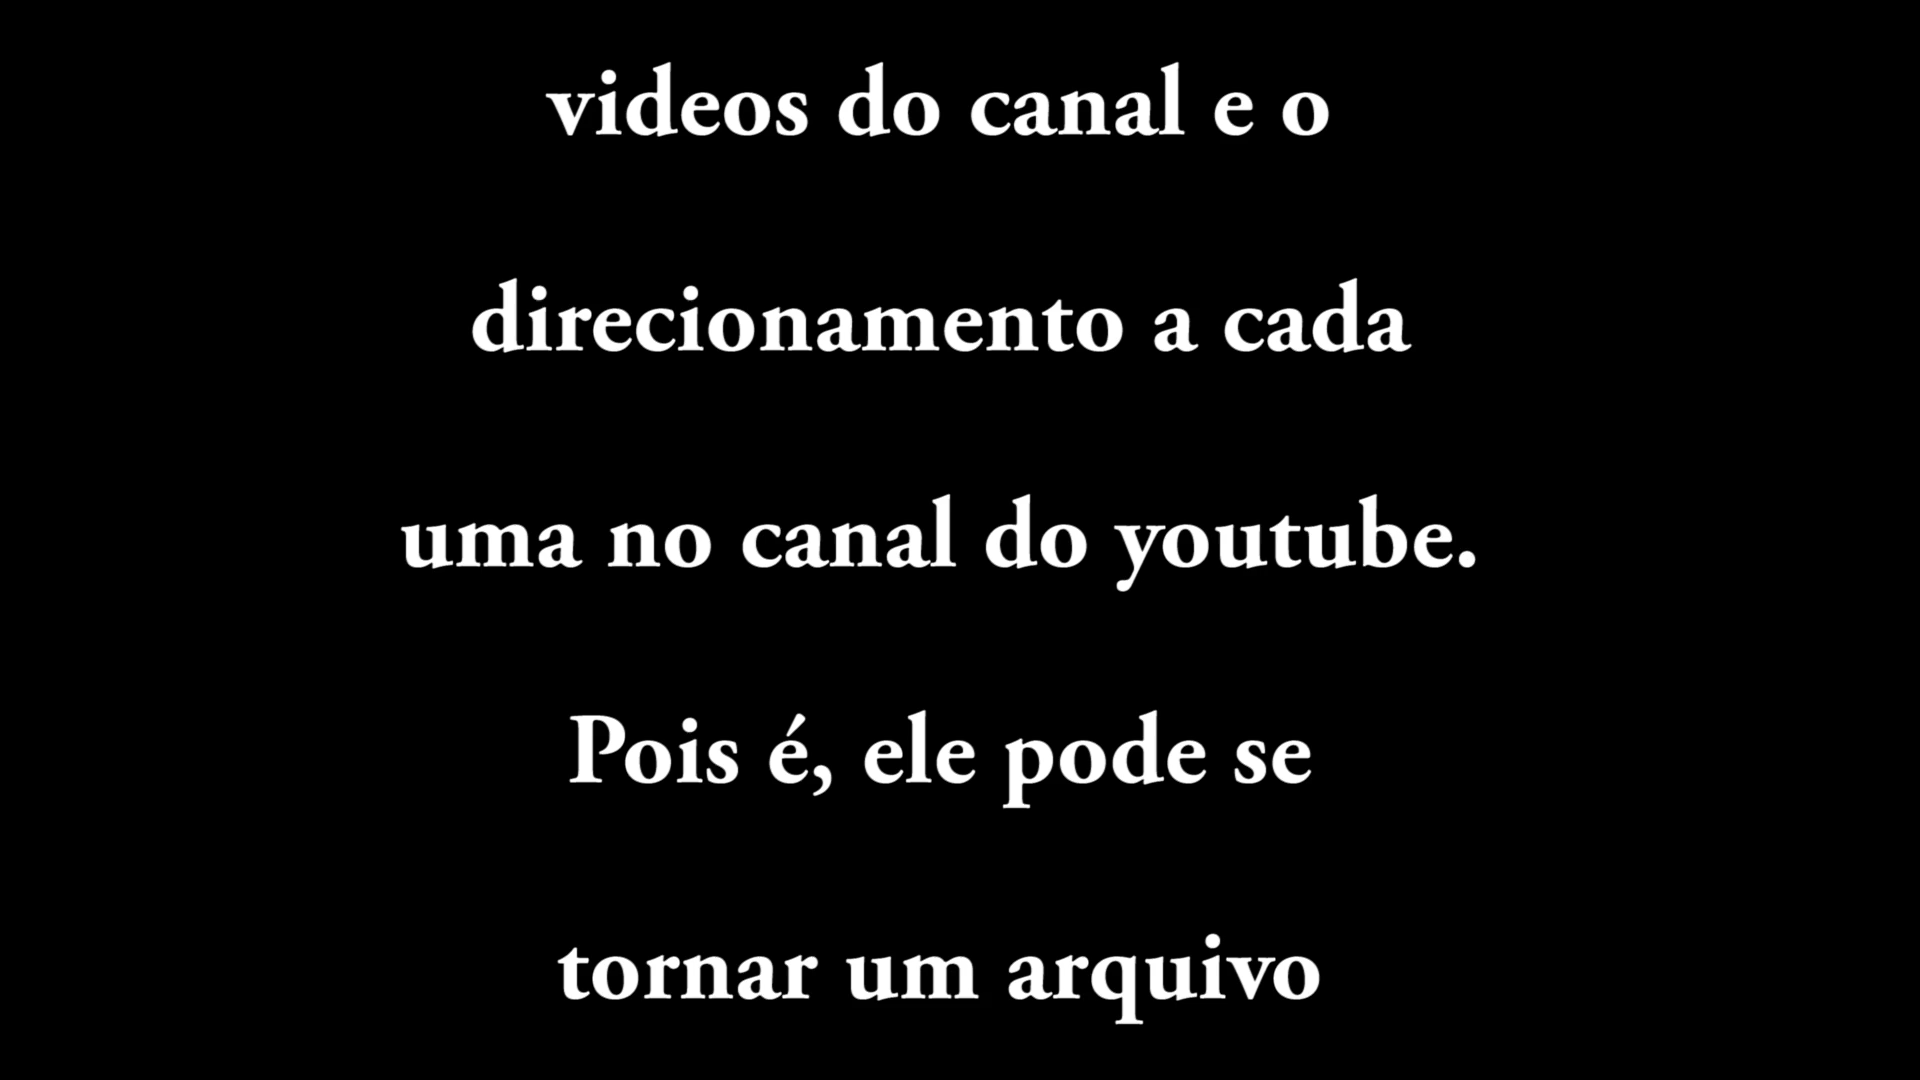 videos do canal e o
direcionamento a cada
uma no canal do youtube.
Pois é, ele pode se
tornar um arquivo